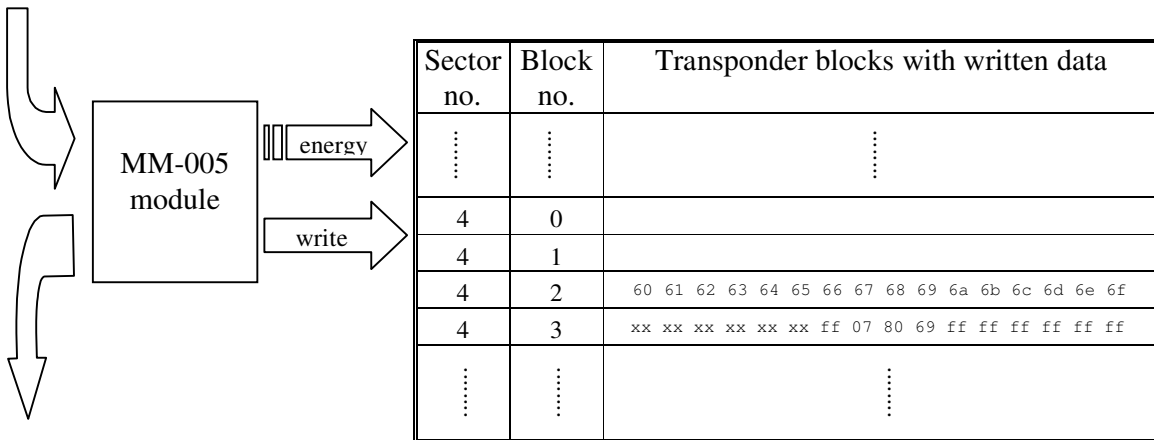 MM-005
module
energy
write
Sector no. Block no. Transponder blocks with written data
4 0
4 1
4 2 60 61 62 63 64 65 66 67 68 69 6a 6b 6c 6d 6e 6f
4 3 xx xx xx xx xx xx ff 07 80 69 ff ff ff ff ff ff